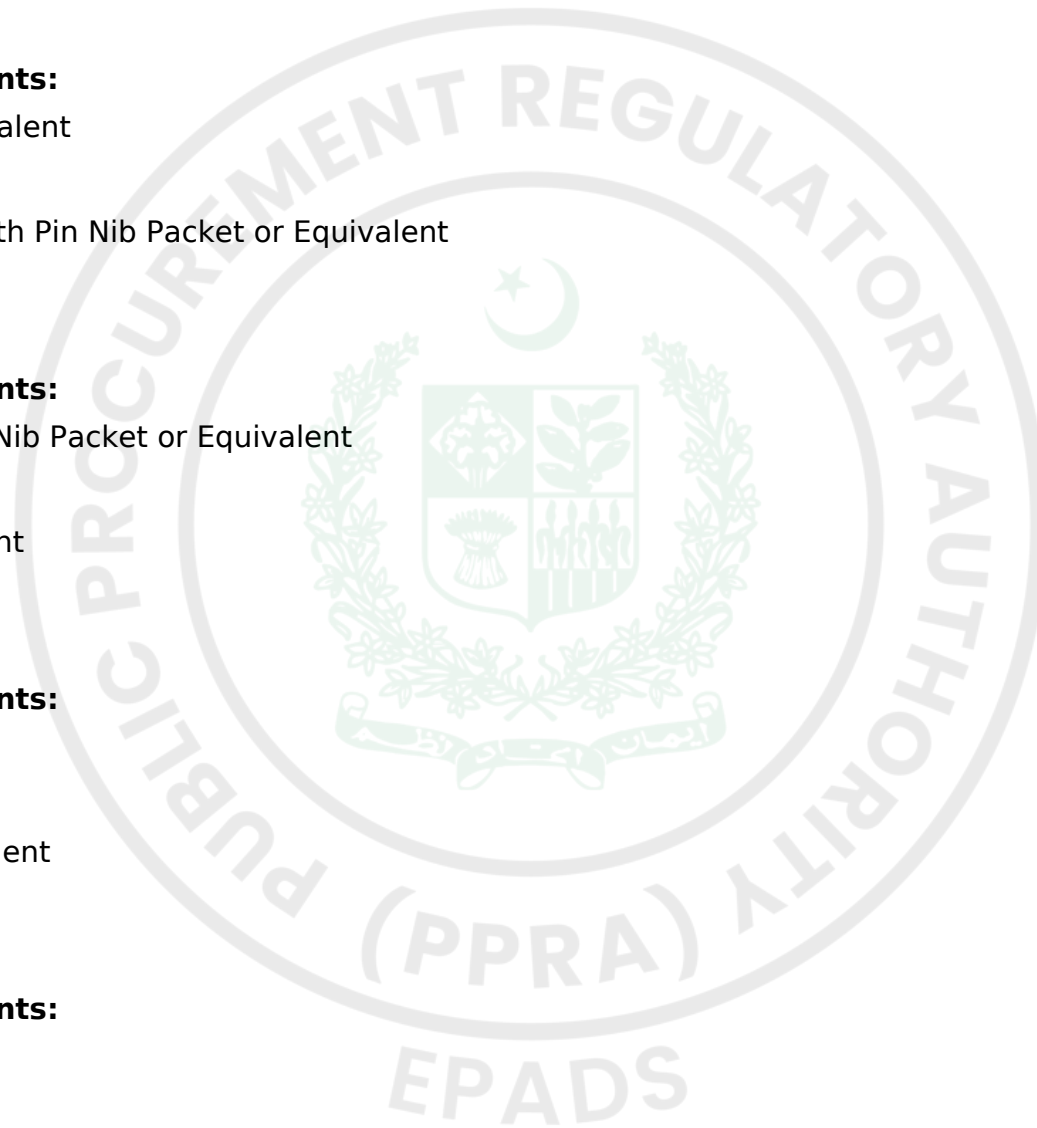 nts:
alent
th Pin Nib Packet or Equivalent
nts:
Nib Packet or Equivalent
nt
nts:
ent
nts:
PUBLIC PROCUREMENT REGULATORY AUTHORITY
(PPRA)
EPADS